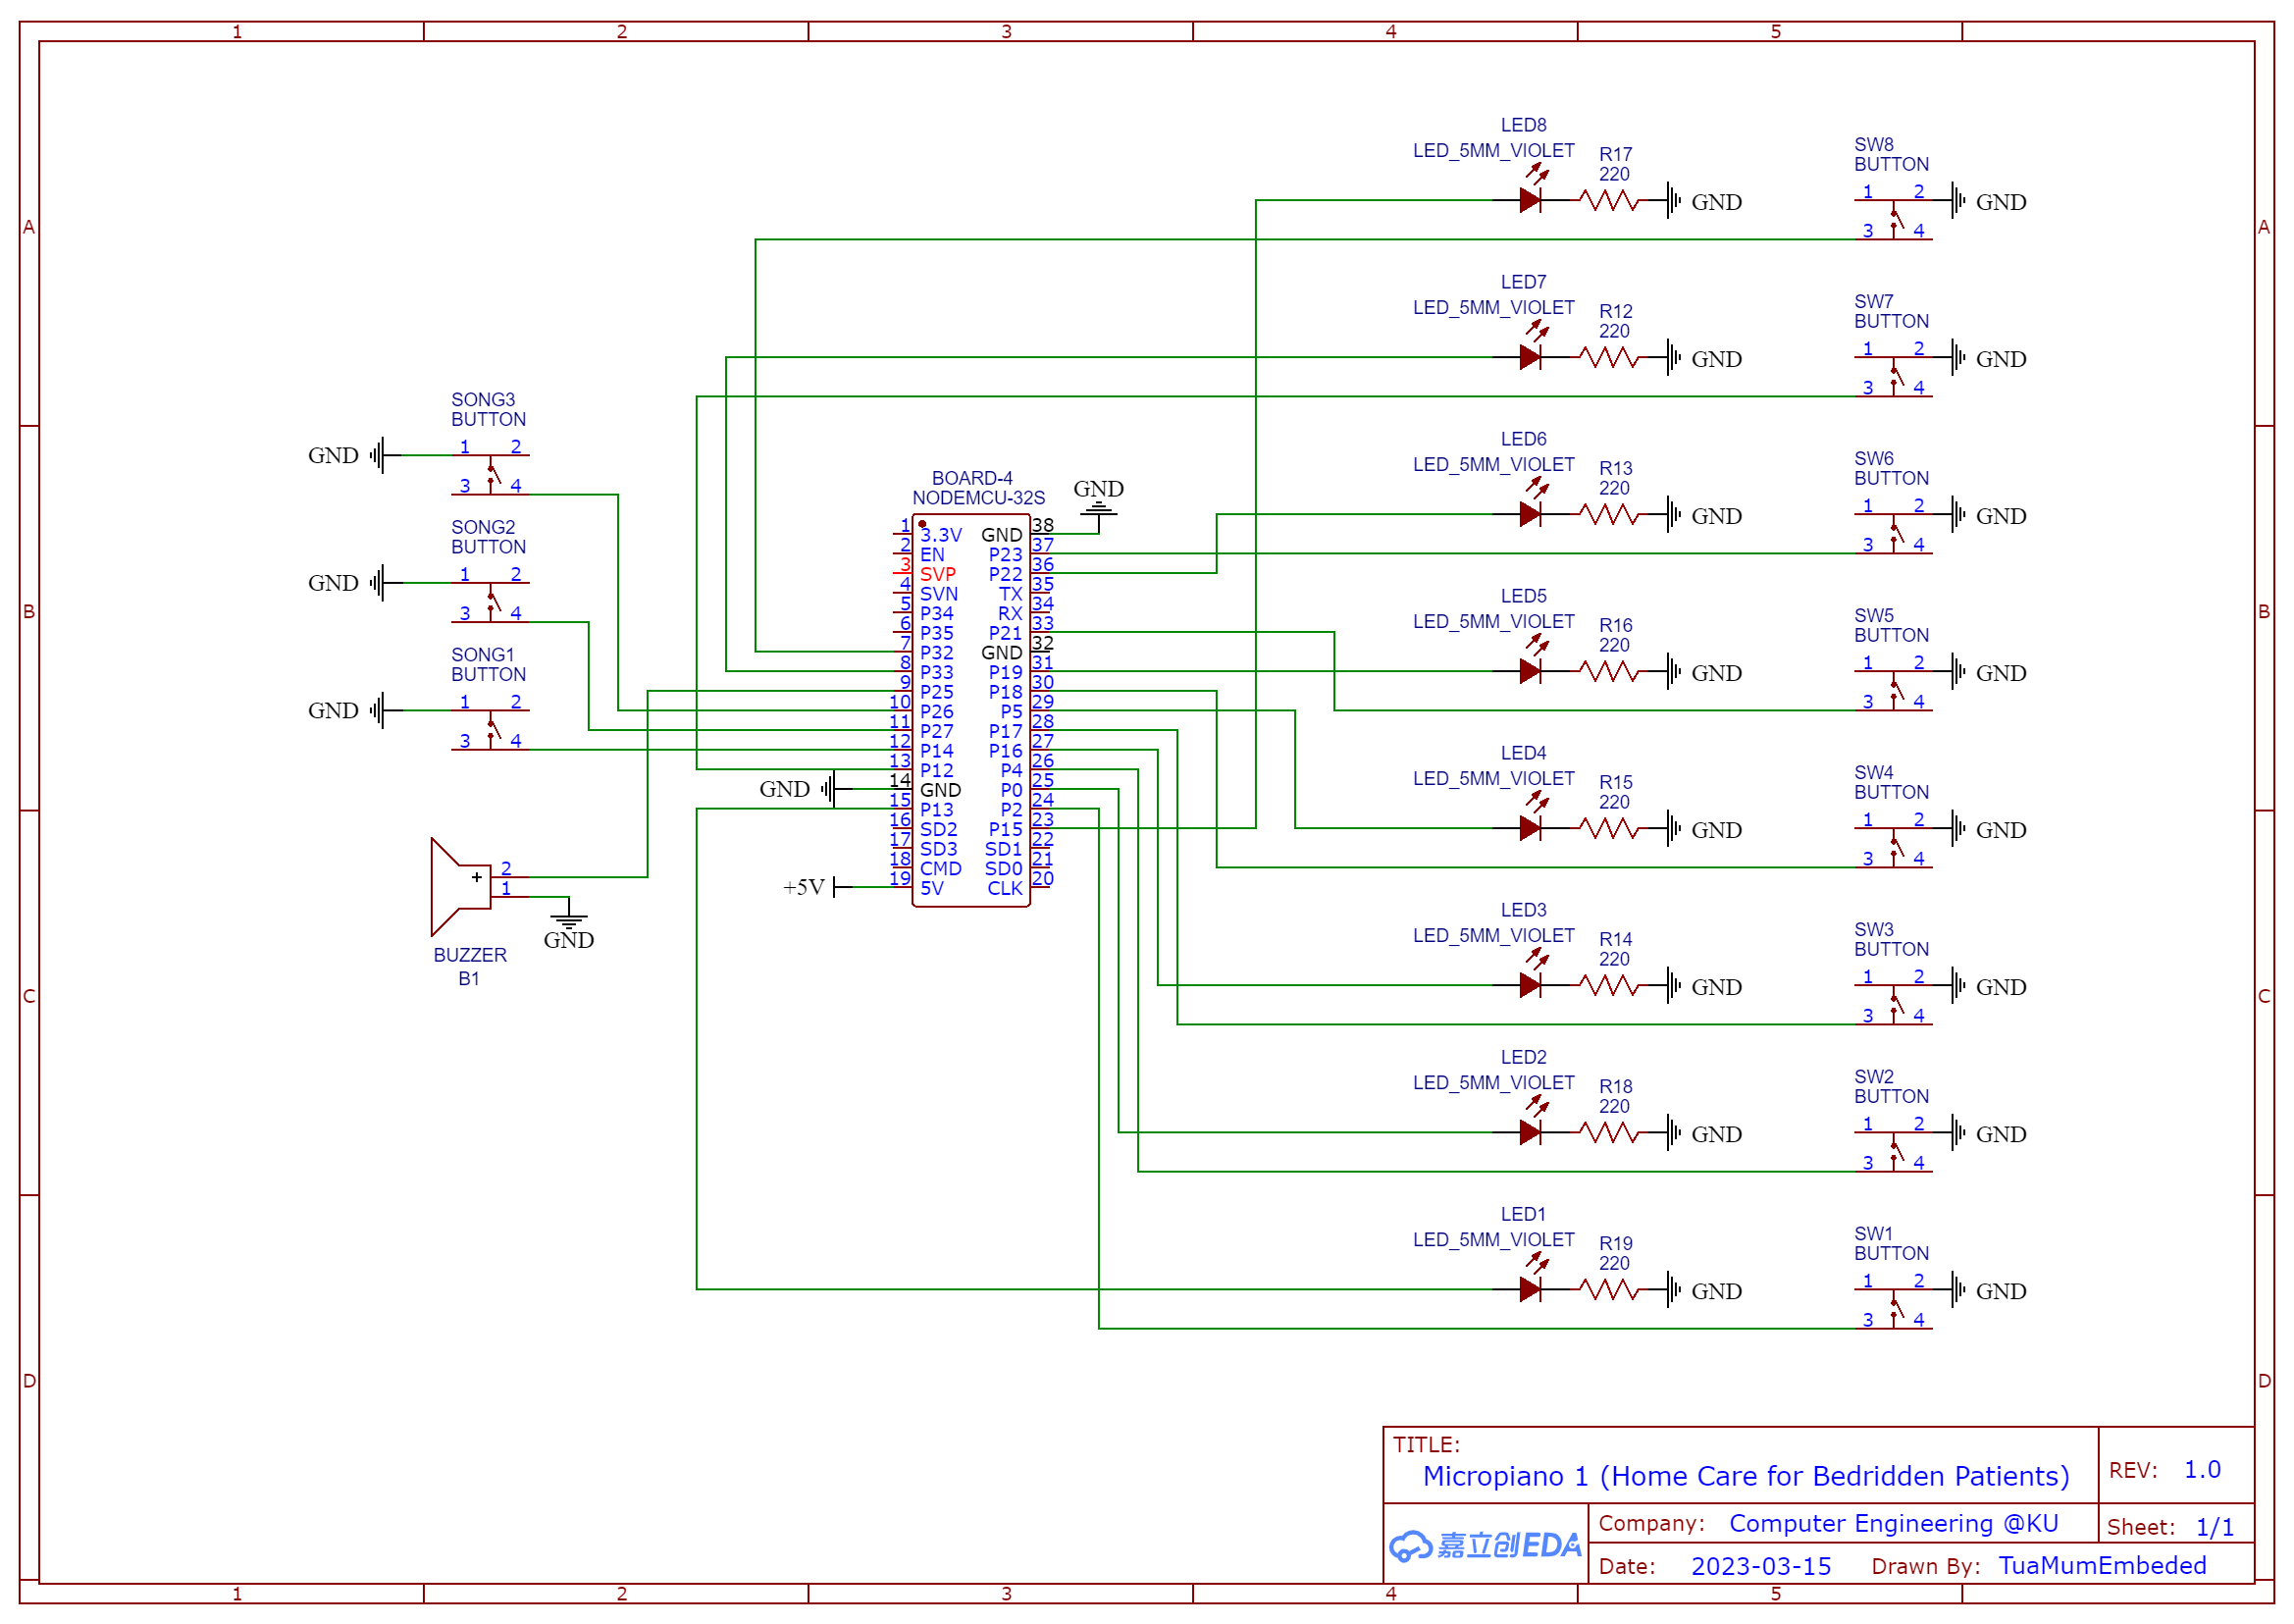 1 2 3 4 5
A A
B B
C C
D D
LED8
LED_5MM_VIOLET
R17
220
GND
SW8
BUTTON
1 2
3 4
GND
LED7
LED_5MM_VIOLET
R12
220
GND
SW7
BUTTON
1 2
3 4
GND
LED6
LED_5MM_VIOLET
R13
220
GND
SW6
BUTTON
1 2
3 4
GND
LED5
LED_5MM_VIOLET
R16
220
GND
SW5
BUTTON
1 2
3 4
GND
LED4
LED_5MM_VIOLET
R15
220
GND
SW4
BUTTON
1 2
3 4
GND
LED3
LED_5MM_VIOLET
R14
220
GND
SW3
BUTTON
1 2
3 4
GND
LED2
LED_5MM_VIOLET
R18
220
GND
SW2
BUTTON
1 2
3 4
GND
LED1
LED_5MM_VIOLET
R19
220
GND
SW1
BUTTON
1 2
3 4
GND
SONG3
BUTTON
1 2
3 4
GND
SONG2
BUTTON
1 2
3 4
GND
SONG1
BUTTON
1 2
3 4
GND
BOARD-4
NODEMCU-32S
GND
1 3.3V GND 38
2 EN P23 37
3 SVP P22 36
4 SVN TX 35
5 P34 RX 34
6 P35 P21 33
7 P32 GND 32
8 P33 P19 31
9 P25 P18 30
10 P26 P5 29
11 P27 P17 28
12 P14 P16 27
13 P12 P4 26
GND 14 GND P0 25
15 P13 P2 24
16 SD2 P15 23
17 SD3 SD1 22
18 CMD SD0 21
+5V 19 5V CLK 20
+ 2
1
GND
BUZZER
B1
TITLE:
Micropiano 1 (Home Care for Bedridden Patients)
REV: 1.0
嘉立创EDA
Company: Computer Engineering @KU
Sheet: 1/1
Date: 2023-03-15 Drawn By: TuaMumEmbeded
1 2 3 4 5